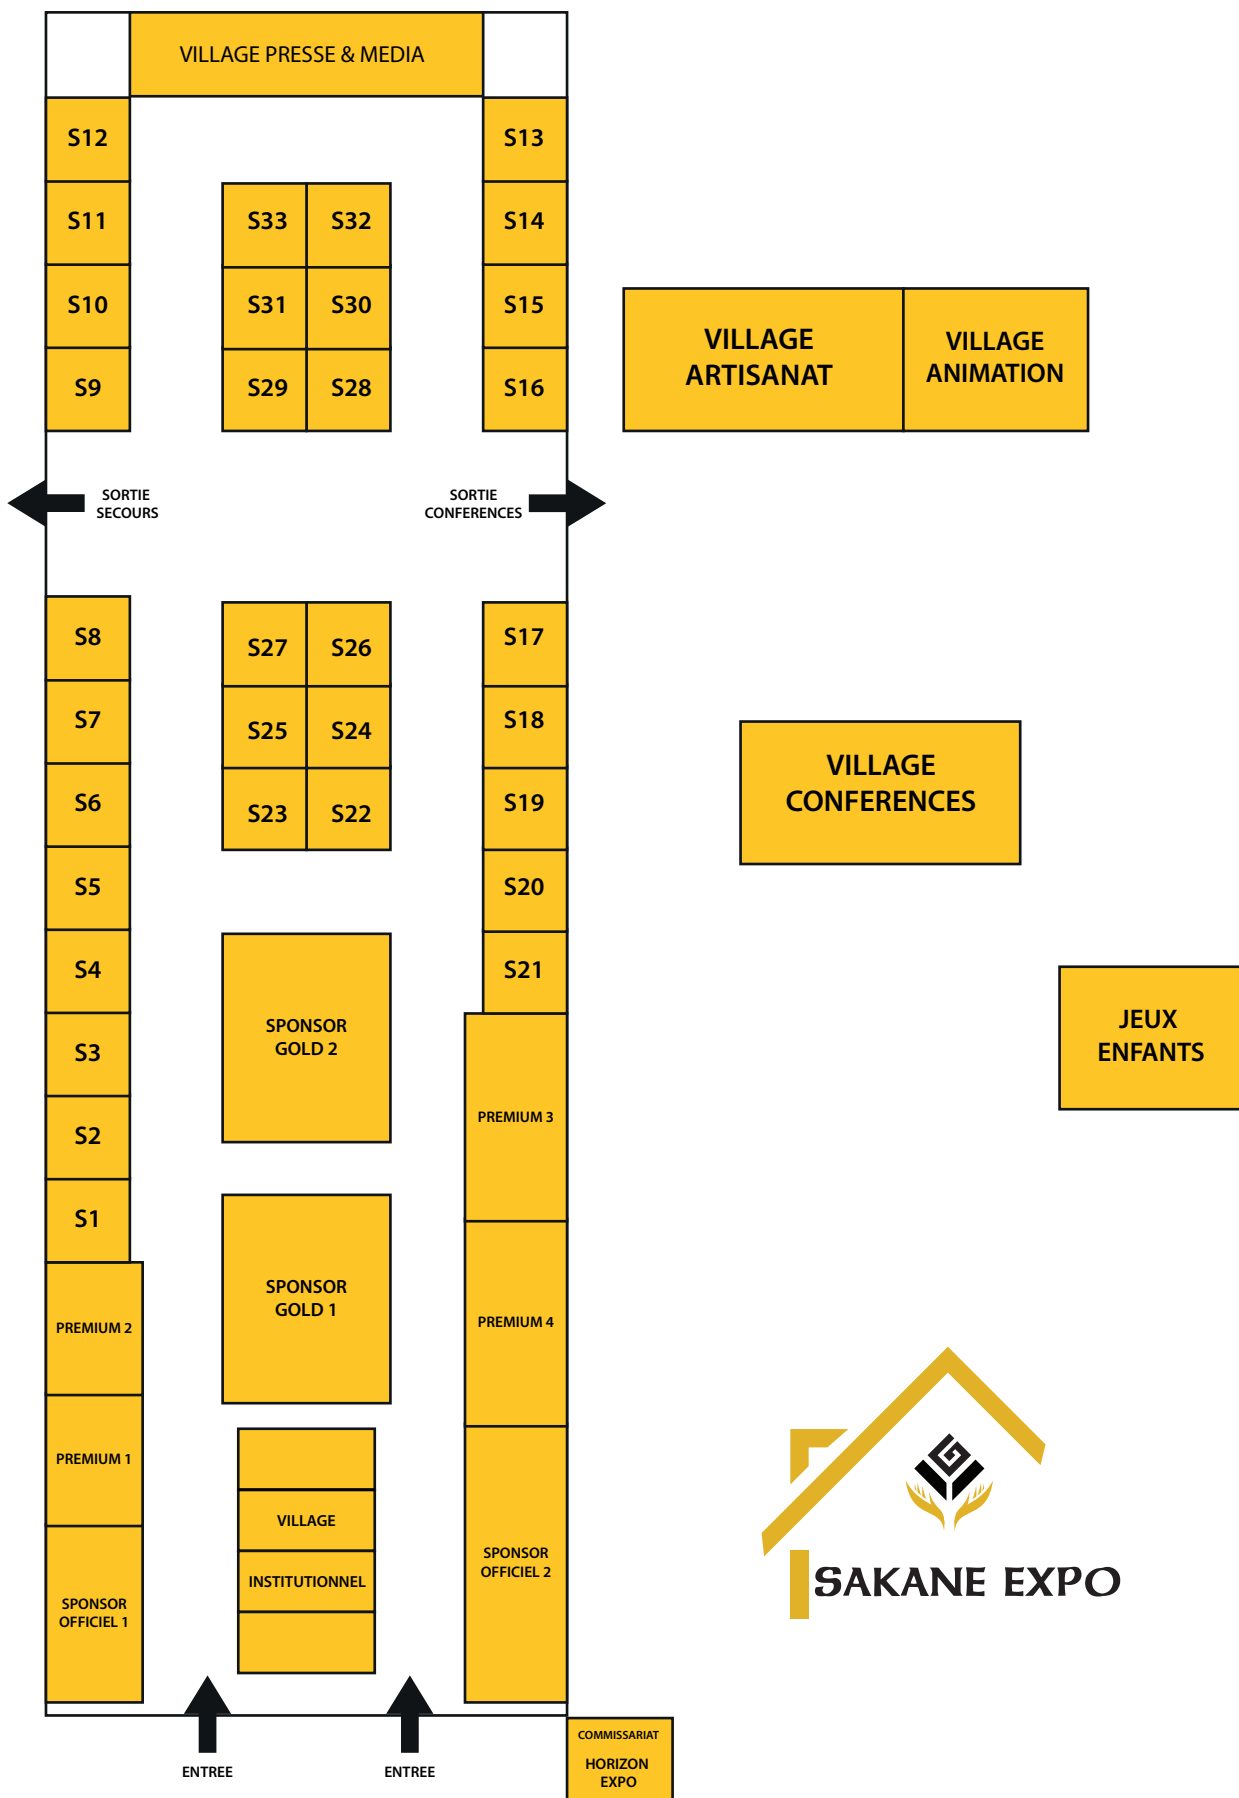 VILLAGE PRESSE & MEDIA
S12
S13
S11
S33
S32
S14
S10
S31
S30
S15
S9
S29
S28
S16
VILLAGE
ARTISANAT
VILLAGE
ANIMATION
SORTIE
SECOURS
SORTIE
CONFERENCES
S8
S27
S26
S17
S7
S25
S24
S18
S6
S23
S22
S19
VILLAGE
CONFERENCES
S5
S20
S4
S21
S3
SPONSOR
GOLD 2
JEUX
ENFANTS
S2
PREMIUM 3
S1
SPONSOR
GOLD 1
PREMIUM 2
PREMIUM 4
PREMIUM 1
VILLAGE
INSTITUTIONNEL
SPONSOR
OFFICIEL 2
SPONSOR
OFFICIEL 1
SAKANE EXPO
ENTREE
ENTREE
COMMISSARIAT
HORIZON
EXPO